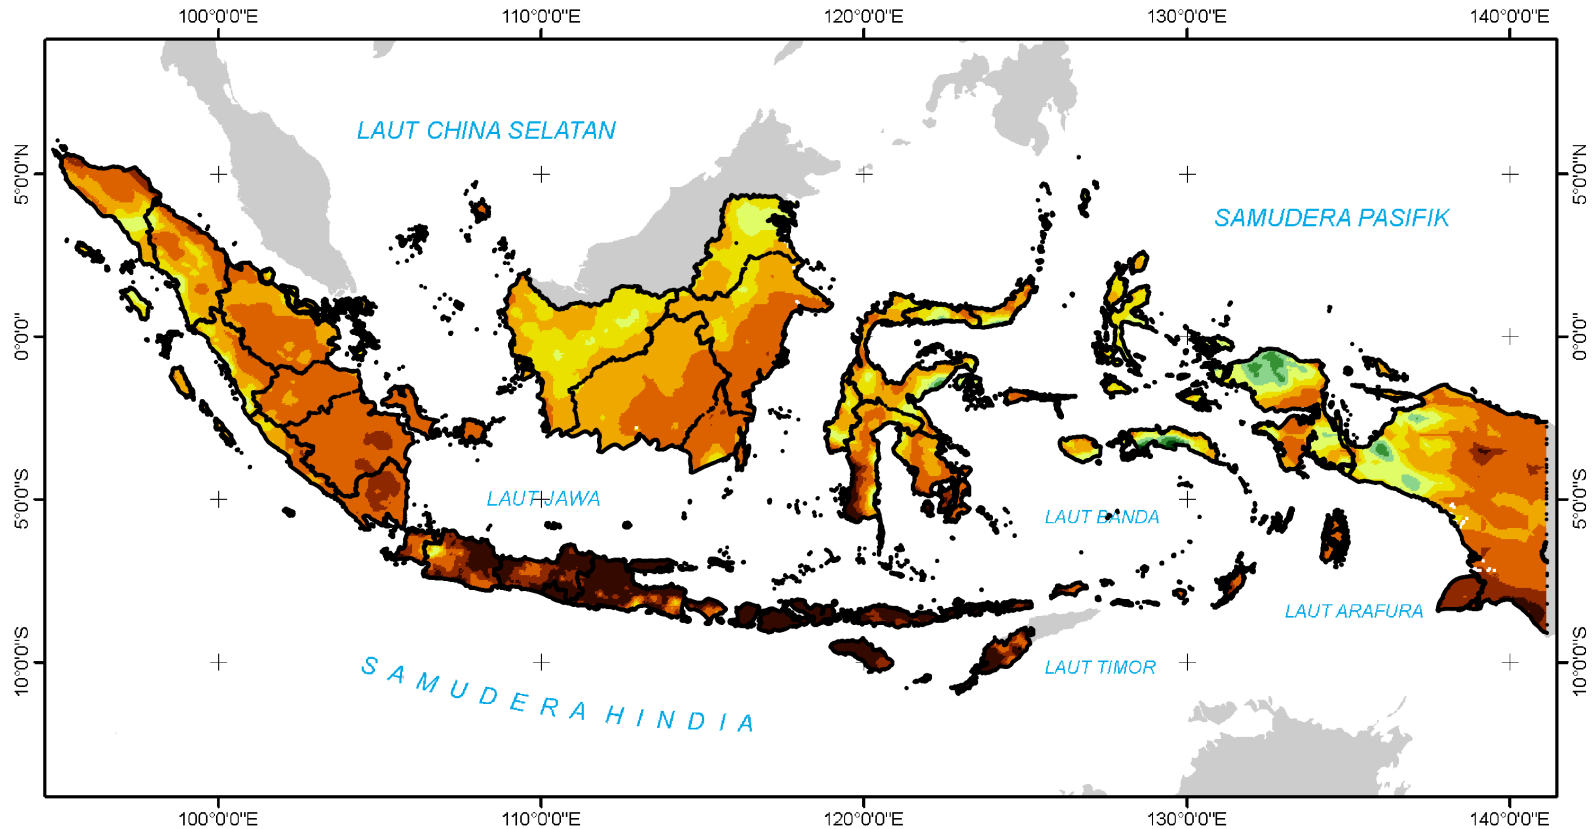 100°0'0"E 110°0'0"E 120°0'0"E 130°0'0"E 140°0'0"E
LAUT CHINA SELATAN
5°0'0"N 5°0'0"N
SAMUDERA PASIFIK
0°0'0" 0°0'0"
LAUT JAWA
5°0'0"S 5°0'0"S
LAUT BANDA
LAUT ARAFURA
10°0'0"S 10°0'0"S
LAUT TIMOR
SAMUDERA HINDIA
100°0'0"E 110°0'0"E 120°0'0"E 130°0'0"E 140°0'0"E